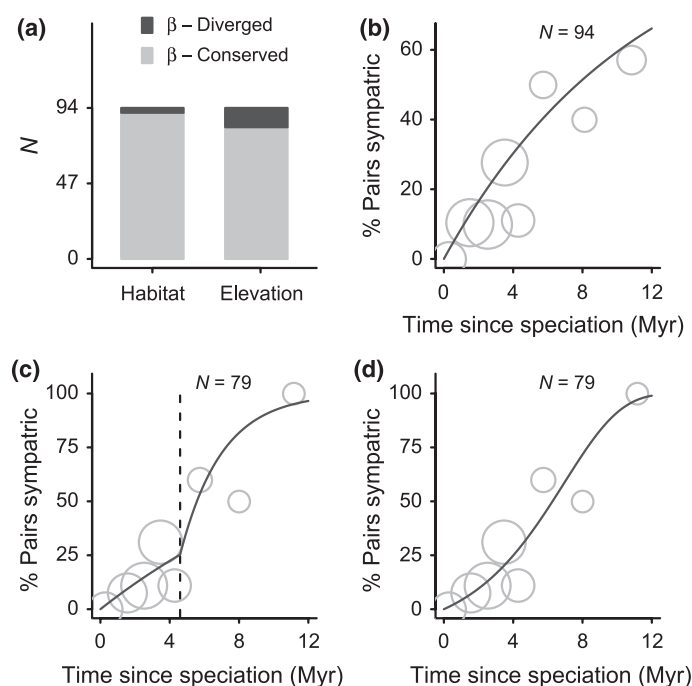 (a)
β – Diverged
β – Conserved
N
94
47
0
Habitat
Elevation
(b)
N = 94
% Pairs sympatric
60
40
20
0
0 4 8 12
Time since speciation (Myr)
(c)
N = 79
% Pairs sympatric
100
75
50
25
0
0 4 8 12
Time since speciation (Myr)
(d)
N = 79
% Pairs sympatric
100
75
50
25
0
0 4 8 12
Time since speciation (Myr)